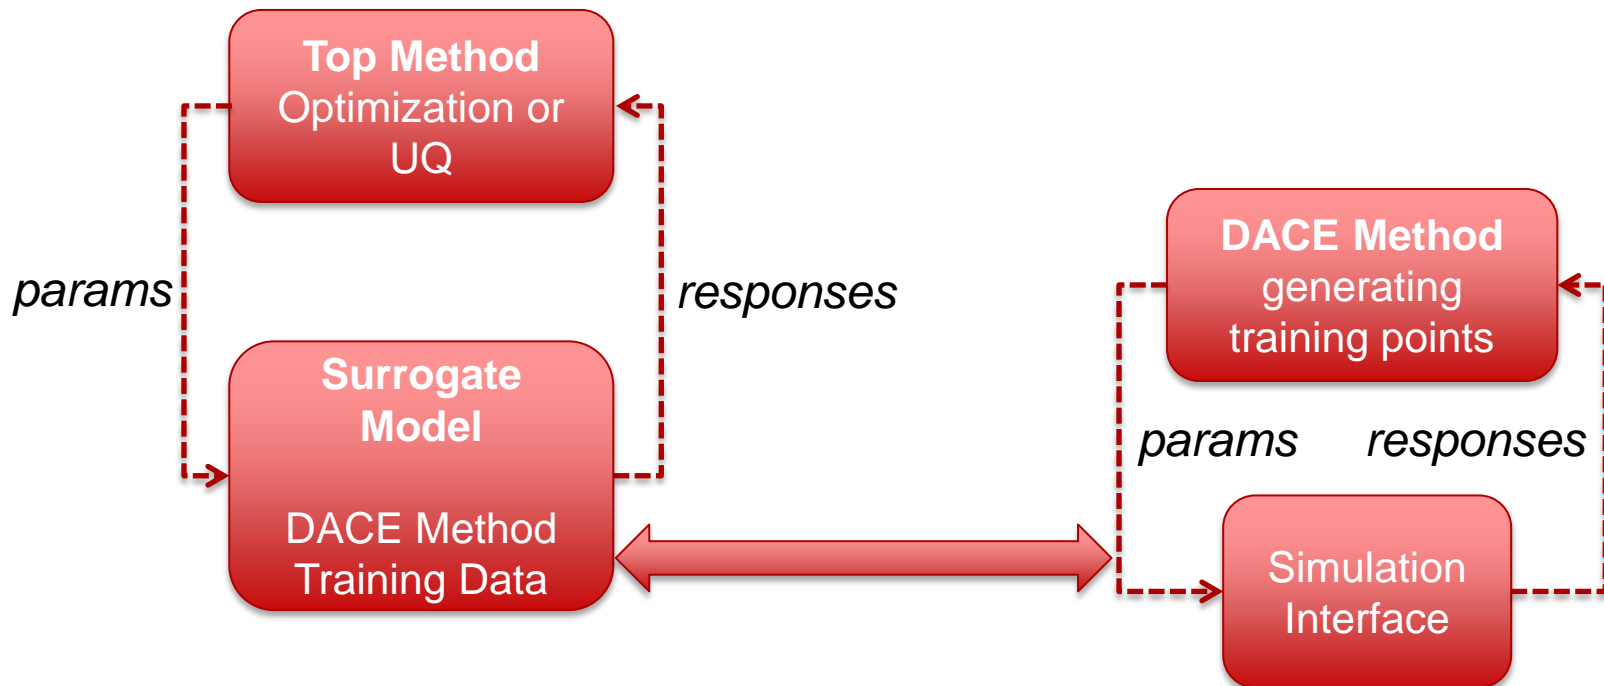 Top Method
Optimization or
UQ
params
responses
Surrogate
Model
DACE Method
Training Data
DACE Method
generating
training points
params
responses
Simulation
Interface